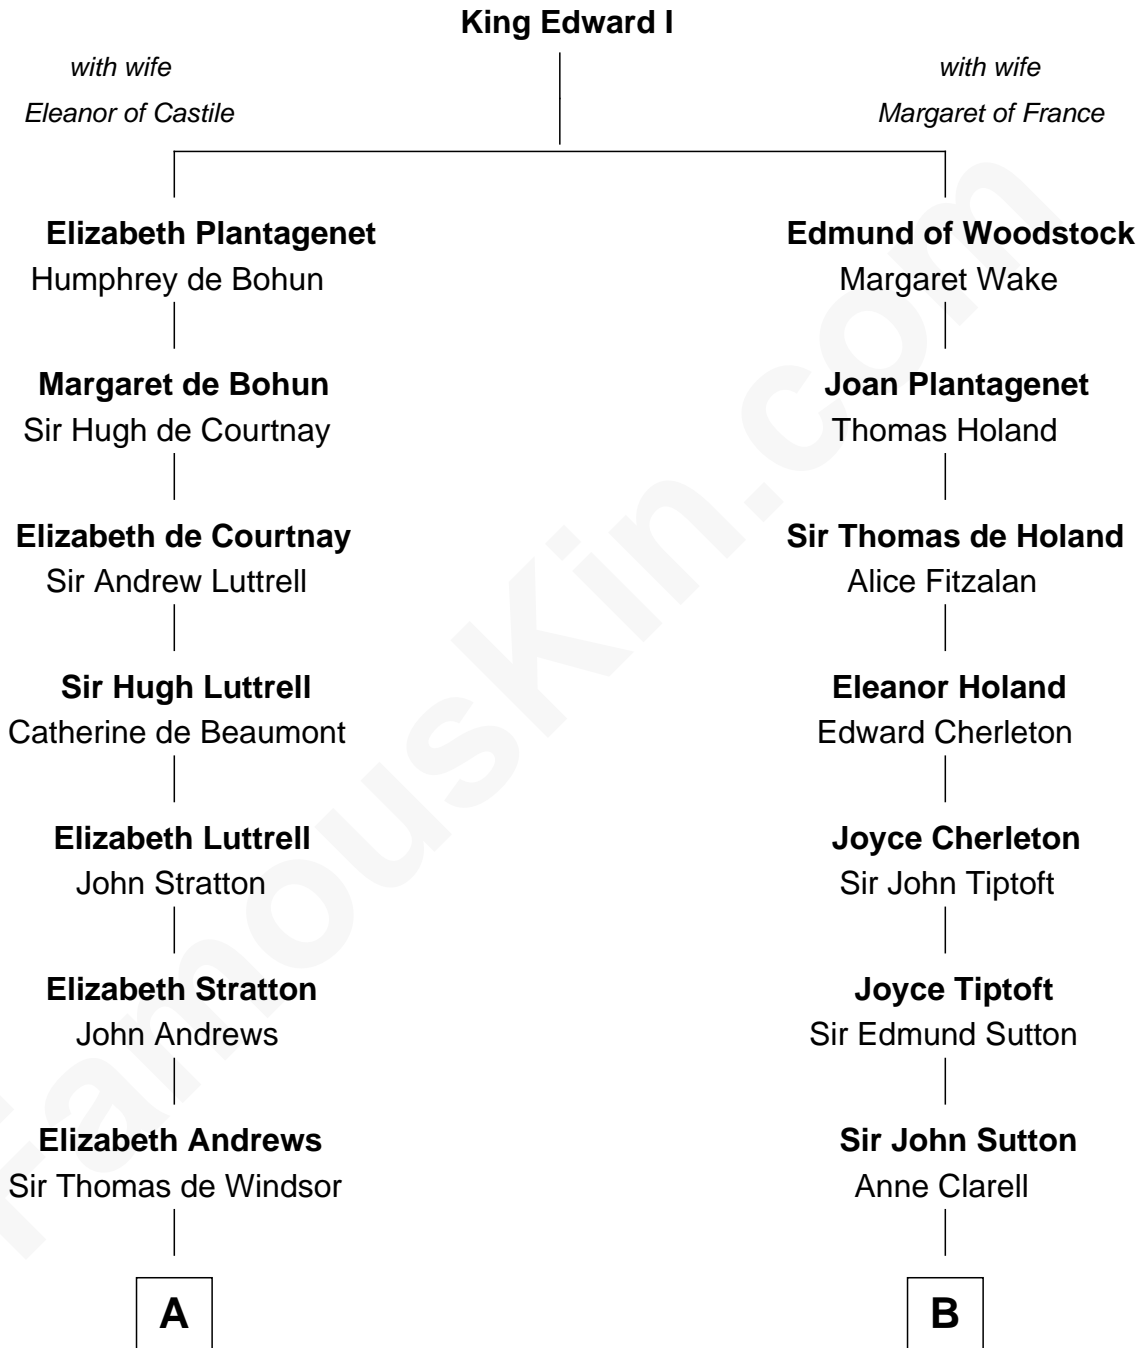 King Edward I
with wife
Eleanor of Castile
with wife
Margaret of France
Elizabeth Plantagenet
Humphrey de Bohun
Edmund of Woodstock
Margaret Wake
Margaret de Bohun
Sir Hugh de Courtnay
Joan Plantagenet
Thomas Holand
Elizabeth de Courtnay
Sir Andrew Luttrell
Sir Thomas de Holand
Alice Fitzalan
Sir Hugh Luttrell
Catherine de Beaumont
Eleanor Holand
Edward Cherleton
Elizabeth Luttrell
John Stratton
Joyce Cherleton
Sir John Tiptoft
Elizabeth Stratton
John Andrews
Joyce Tiptoft
Sir Edmund Sutton
Elizabeth Andrews
Sir Thomas de Windsor
Sir John Sutton
Anne Clarell
A
B
FamousKin.com